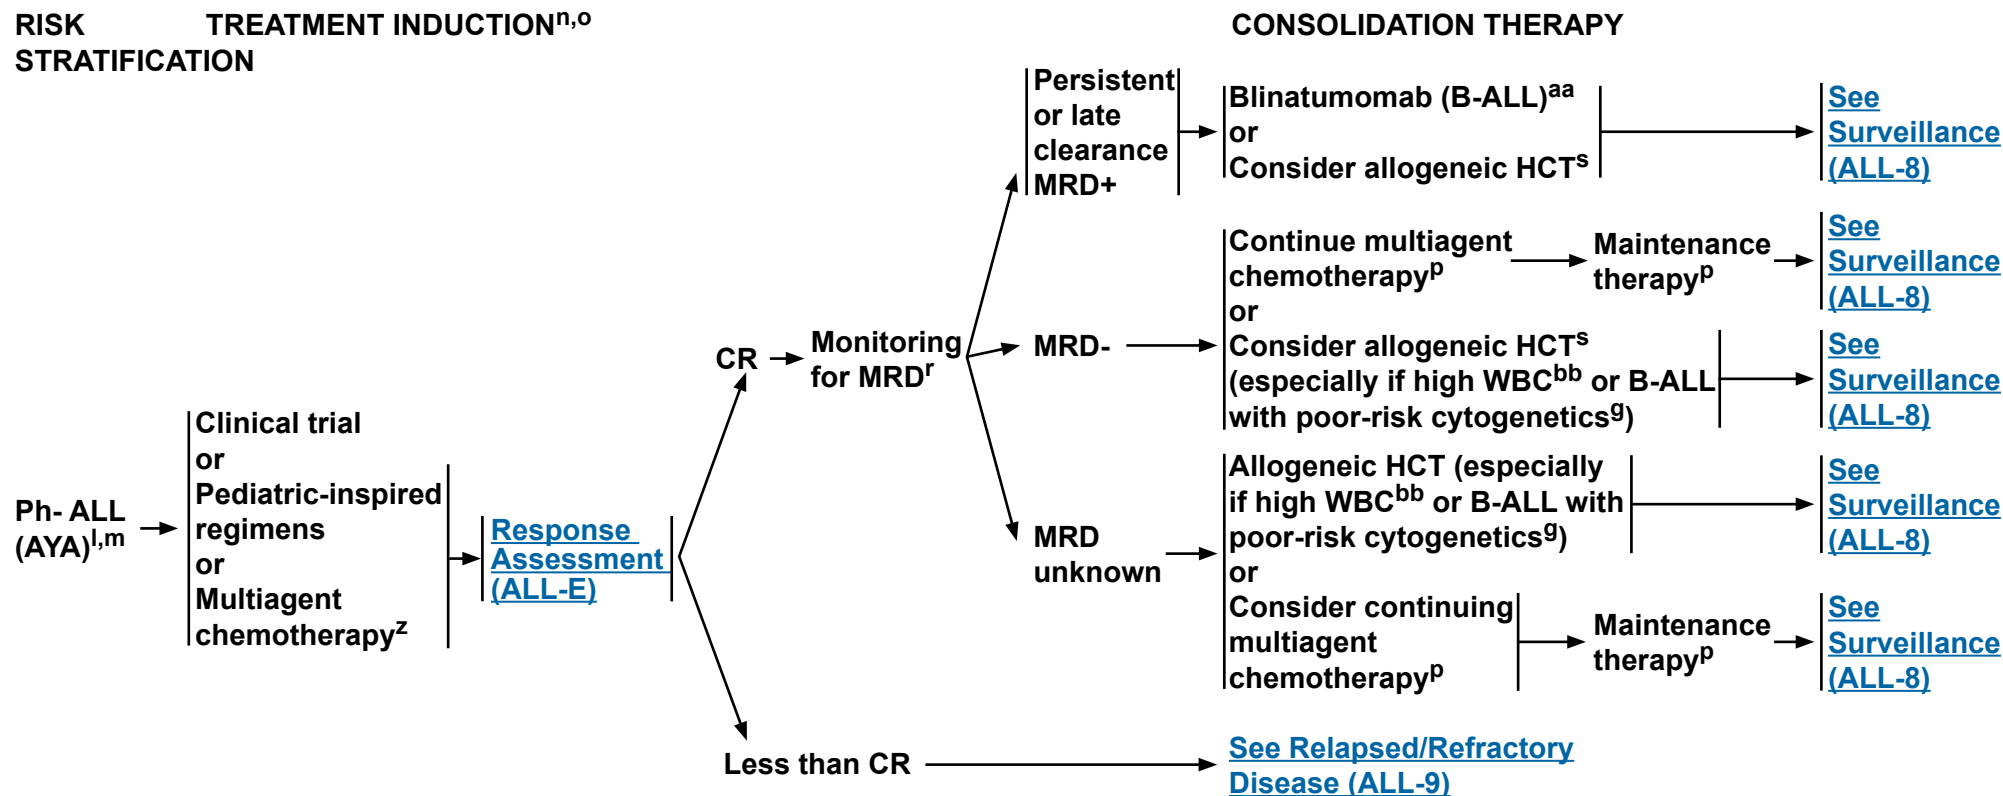 RISK STRATIFICATION
TREATMENT INDUCTIONn,o
CONSOLIDATION THERAPY
Ph- ALL
(AYA)l,m
Clinical trial
or
Pediatric-inspired
regimens
or
Multiagent
chemotherapyz
Response
Assessment
(ALL-E)
CR
Monitoring
for MRDr
Persistent
or late
clearance
MRD+
Blinatumomab (B-ALL)aa
or
Consider allogeneic HCTs
See
Surveillance
(ALL-8)
MRD-
Continue multiagent
chemotherapyp
Maintenance
therapyp
See
Surveillance
(ALL-8)
or
Consider allogeneic HCTs
(especially if high WBCbb or B-ALL
with poor-risk cytogeneticsg)
See
Surveillance
(ALL-8)
MRD
unknown
Allogeneic HCT (especially
if high WBCbb or B-ALL with
poor-risk cytogeneticsg)
See
Surveillance
(ALL-8)
or
Consider continuing
multiagent
chemotherapyp
Maintenance
therapyp
See
Surveillance
(ALL-8)
Less than CR
See Relapsed/Refractory
Disease (ALL-9)